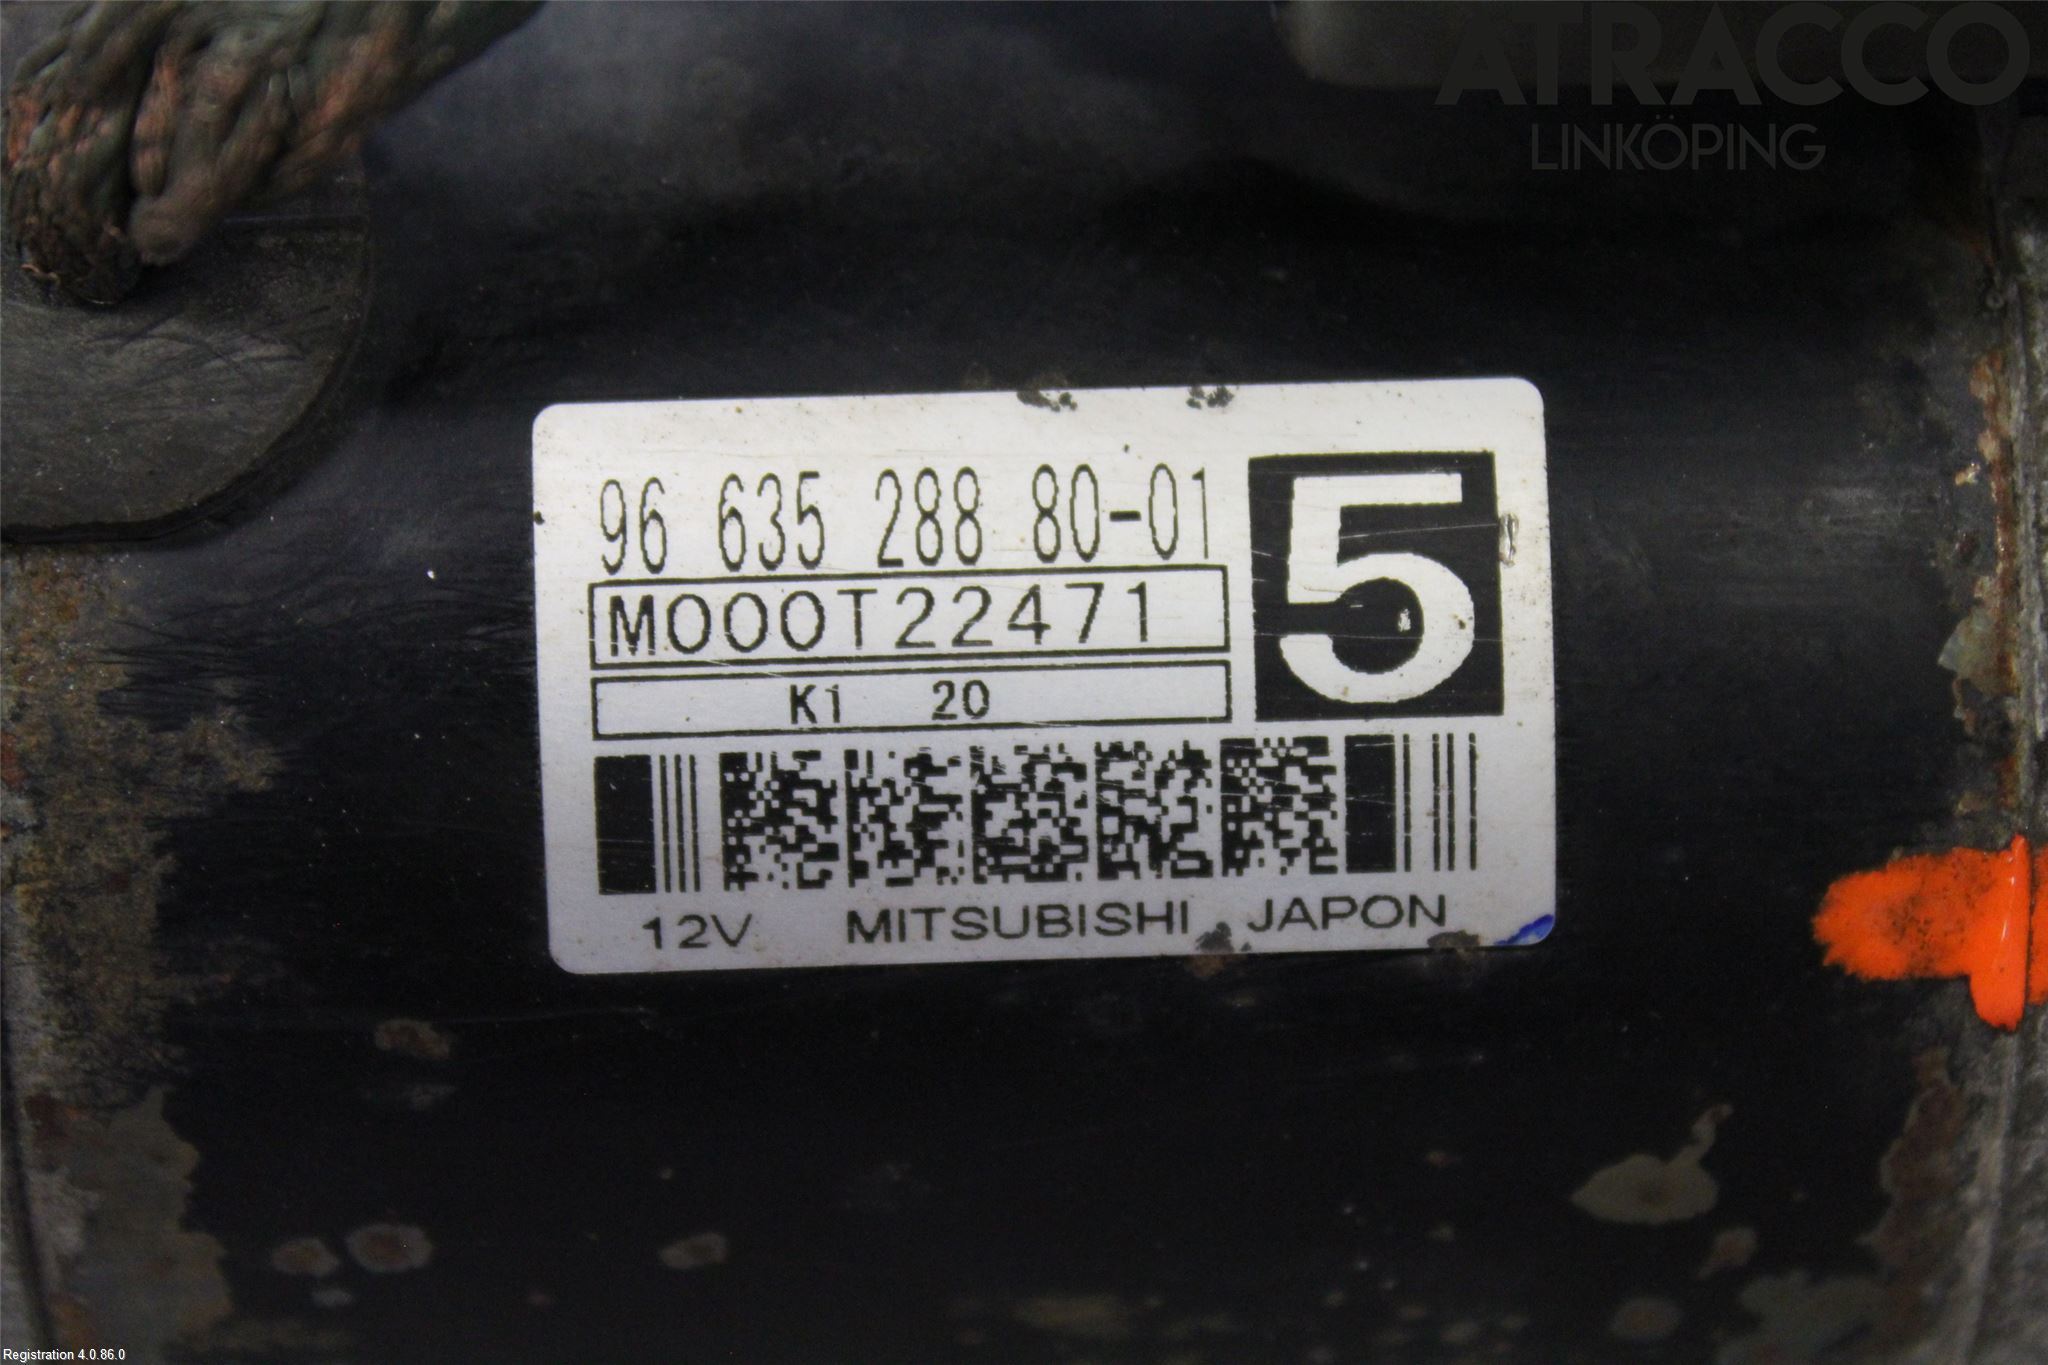 ATRACCO
LINKÖPING
96 635 288 80-01
5
M000T22471
K1 20
12V MITSUBISHI JAPON
Registration 4.0.86.0